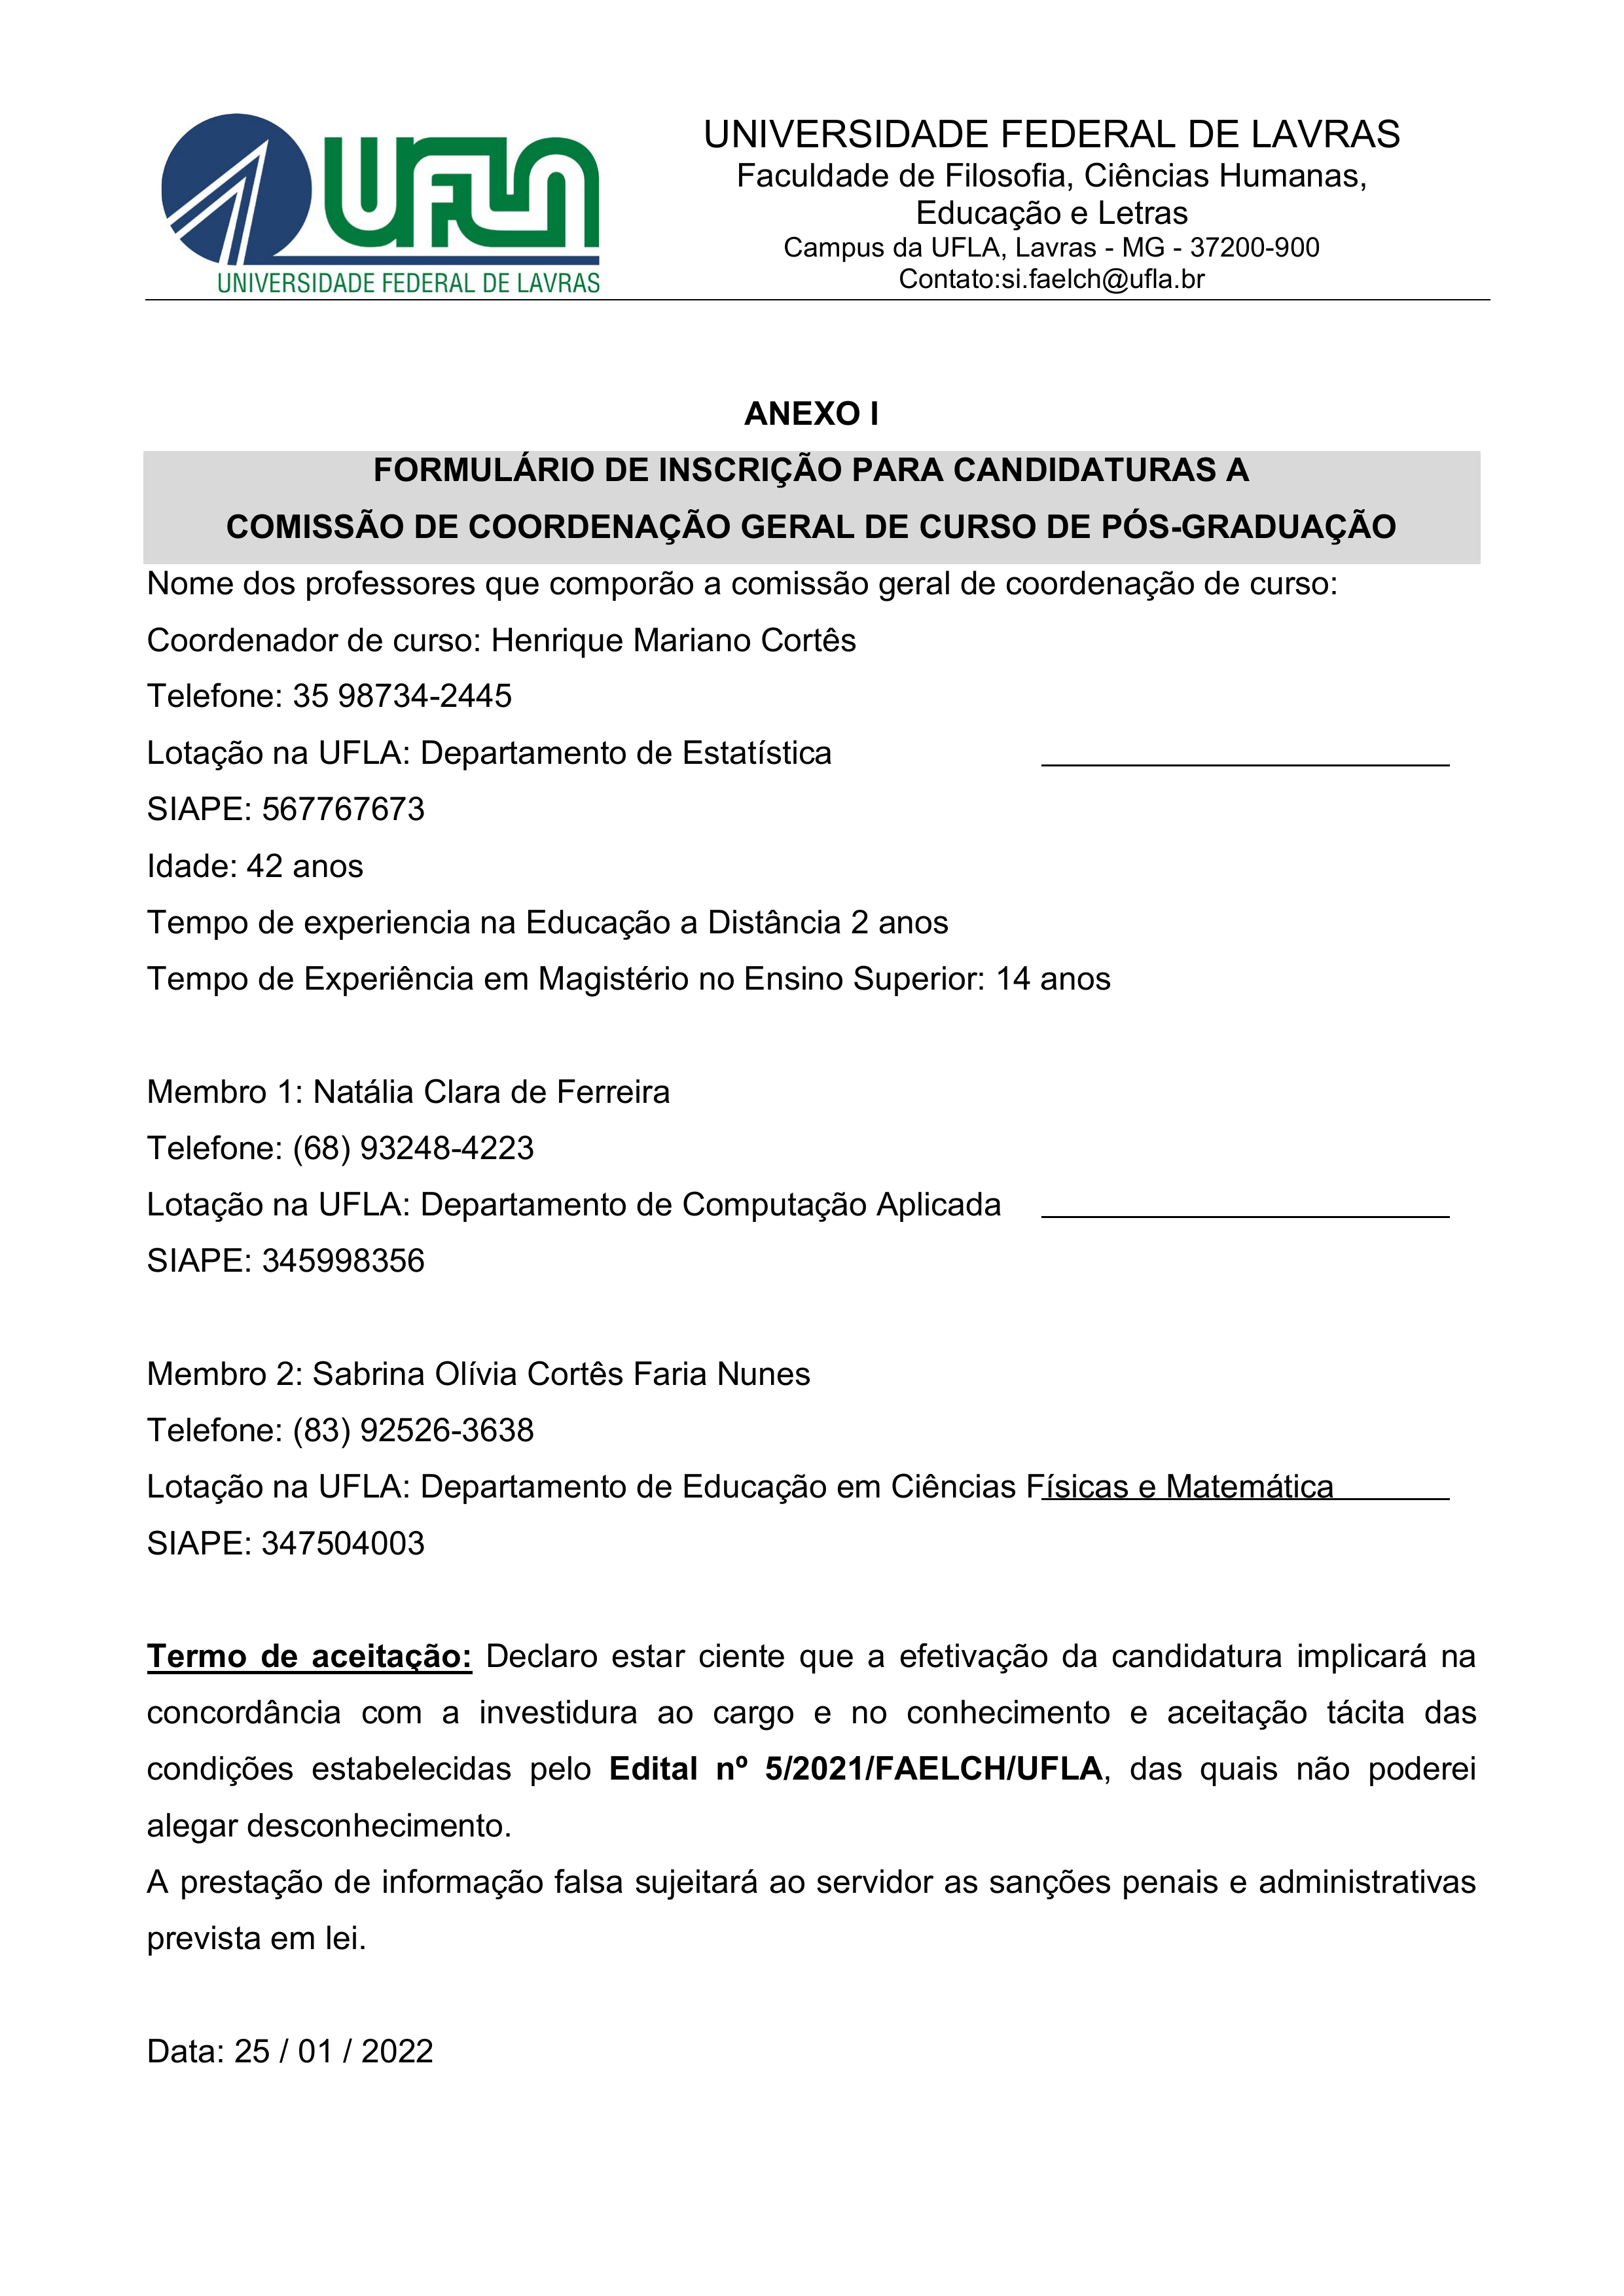 UFLA
UNIVERSIDADE FEDERAL DE LAVRAS
UNIVERSIDADE FEDERAL DE LAVRAS
Faculdade de Filosofia, Ciências Humanas,
Educação e Letras
Campus da UFLA, Lavras - MG - 37200-900
Contato:si.faelch@ufla.br
ANEXO I
FORMULÁRIO DE INSCRIÇÃO PARA CANDIDATURAS A
COMISSÃO DE COORDENAÇÃO GERAL DE CURSO DE PÓS-GRADUAÇÃO
Nome dos professores que comporão a comissão geral de coordenação de curso:
Coordenador de curso: Henrique Mariano Cortês
Telefone: 35 98734-2445
Lotação na UFLA: Departamento de Estatística
SIAPE: 567767673
Idade: 42 anos
Tempo de experiencia na Educação a Distância 2 anos
Tempo de Experiência em Magistério no Ensino Superior: 14 anos
Membro 1: Natália Clara de Ferreira
Telefone: (68) 93248-4223
Lotação na UFLA: Departamento de Computação Aplicada
SIAPE: 345998356
Membro 2: Sabrina Olívia Cortês Faria Nunes
Telefone: (83) 92526-3638
Lotação na UFLA: Departamento de Educação em Ciências Físicas e Matemática
SIAPE: 347504003
Termo de aceitação: Declaro estar ciente que a efetivação da candidatura implicará na
concordância com a investidura ao cargo e no conhecimento e aceitação tácita das
condições estabelecidas pelo Edital nº 5/2021/FAELCH/UFLA, das quais não poderei
alegar desconhecimento.
A prestação de informação falsa sujeitará ao servidor as sanções penais e administrativas
prevista em lei.
Data: 25 / 01 / 2022